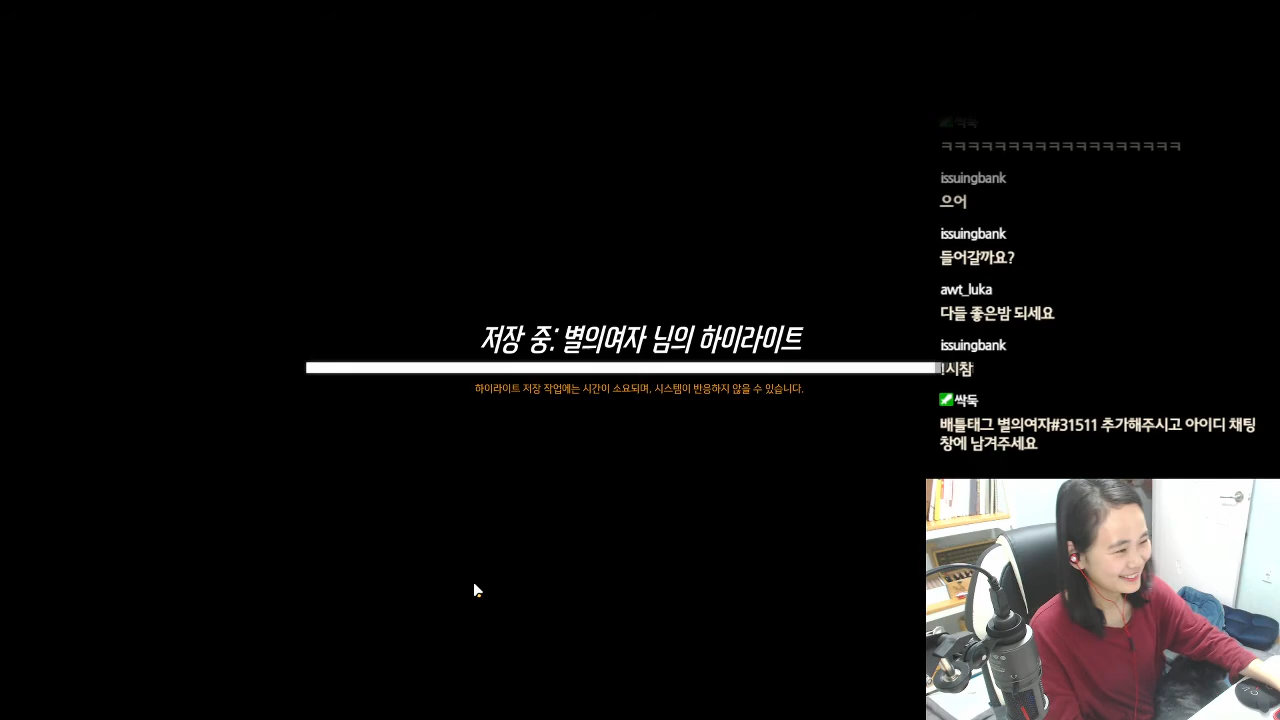 싹둑
ㅋㅋㅋㅋㅋㅋㅋㅋㅋㅋㅋㅋㅋㅋㅋㅋㅋㅋ
issuingbank
으어
issuingbank
들어갈까요?
awt_luka
다들 좋은밤 되세요
issuingbank
!시참
싹둑
배틀태그 별의여자#31511 추가해주시고 아이디 채팅
창에 남겨주세요
저장 중: 별의여자 님의 하이라이트
하이라이트 저장 작업에는 시간이 소요되며, 시스템이 반응하지 않을 수 있습니다.